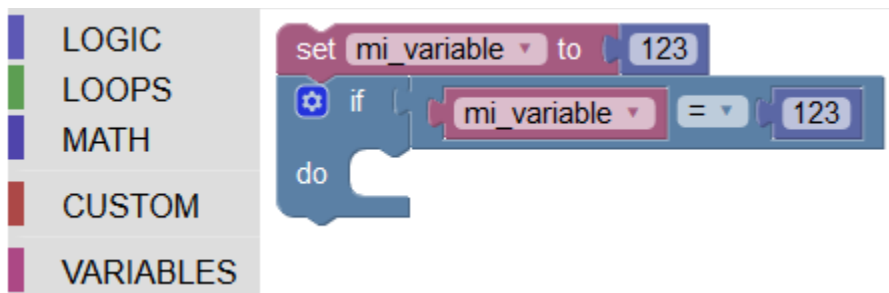 LOGIC
LOOPS
MATH
CUSTOM
VARIABLES
set mi_variable to 123
if mi_variable = 123
do